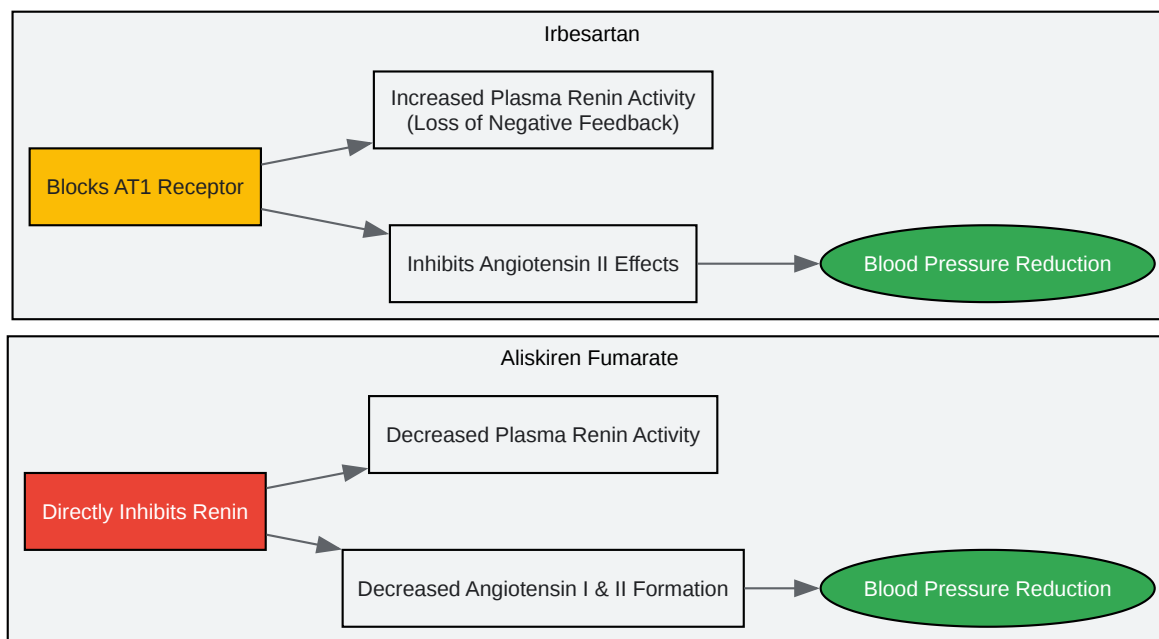 Irbesartan
Increased Plasma Renin Activity
(Loss of Negative Feedback)
Blocks AT1 Receptor
Inhibits Angiotensin II Effects
Blood Pressure Reduction
Aliskiren Fumarate
Decreased Plasma Renin Activity
Directly Inhibits Renin
Decreased Angiotensin I & II Formation
Blood Pressure Reduction